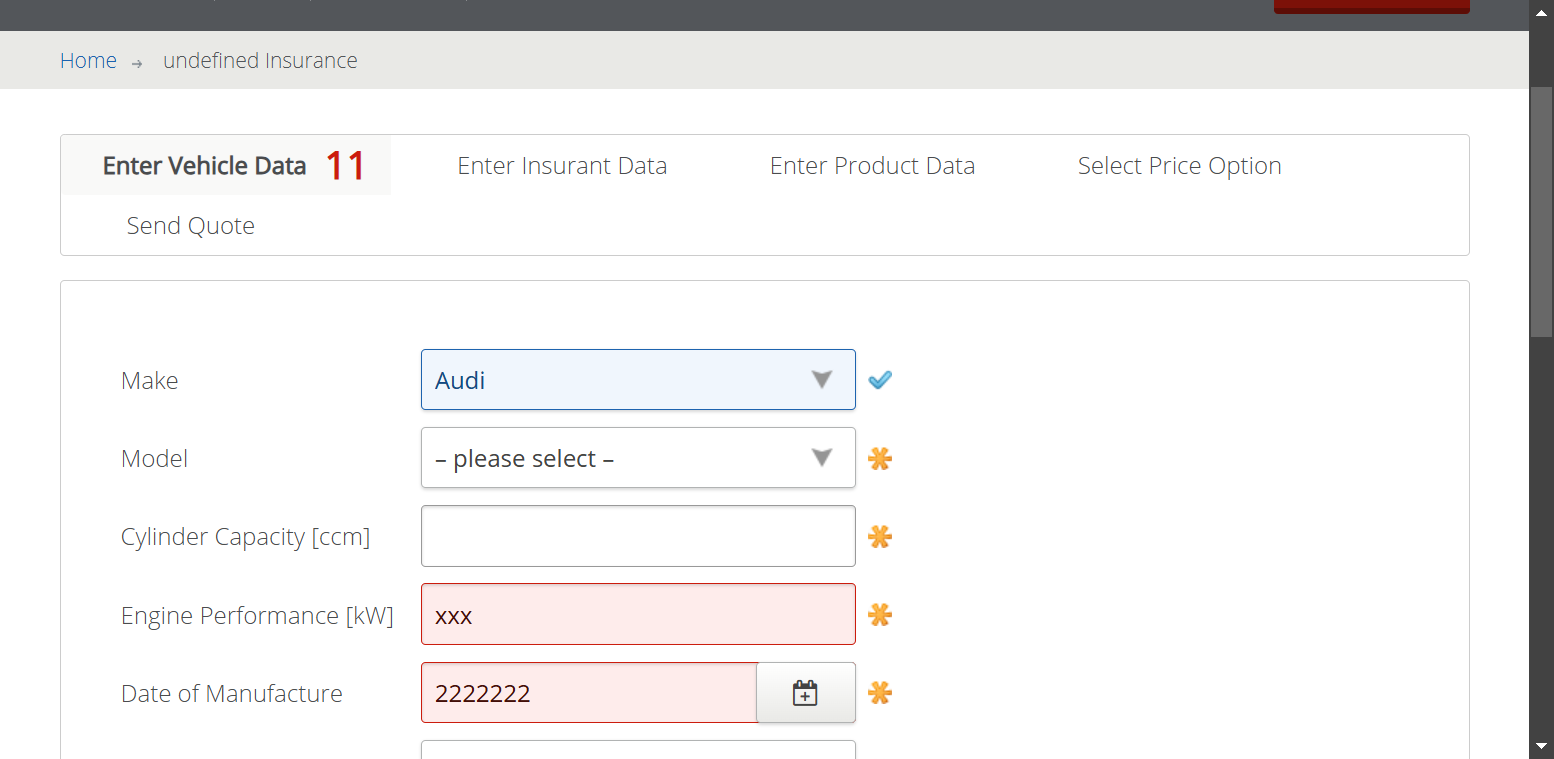 Home → undefined Insurance
Enter Vehicle Data 11 Enter Insurant Data Enter Product Data Select Price Option
Send Quote
Make Audi
Model – please select –
Cylinder Capacity [ccm]
Engine Performance [kW] xxx
Date of Manufacture 2222222